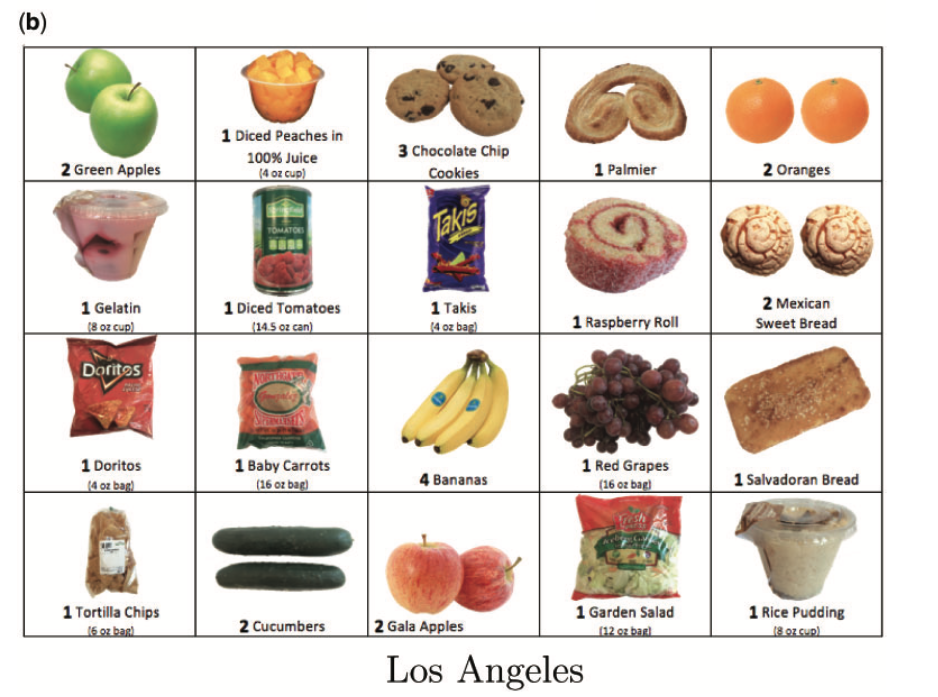 (b)
2 Green Apples
1 Diced Peaches in
100% Juice
(4 oz cup)
3 Chocolate Chip
Cookies
1 Palmier
2 Oranges
1 Gelatin
(8 oz cup)
TOMATOES
1 Diced Tomatoes
(14.5 oz can)
Takis
1 Takis
(4 oz bag)
1 Raspberry Roll
2 Mexican
Sweet Bread
Doritos
1 Doritos
(4 oz bag)
1 Baby Carrots
(16 oz bag)
4 Bananas
1 Red Grapes
(16 oz bag)
1 Salvadoran Bread
1 Tortilla Chips
(6 oz bag)
2 Cucumbers
2 Gala Apples
Fresh
1 Garden Salad
(12 oz bag)
1 Rice Pudding
(8 oz cup)
Los Angeles